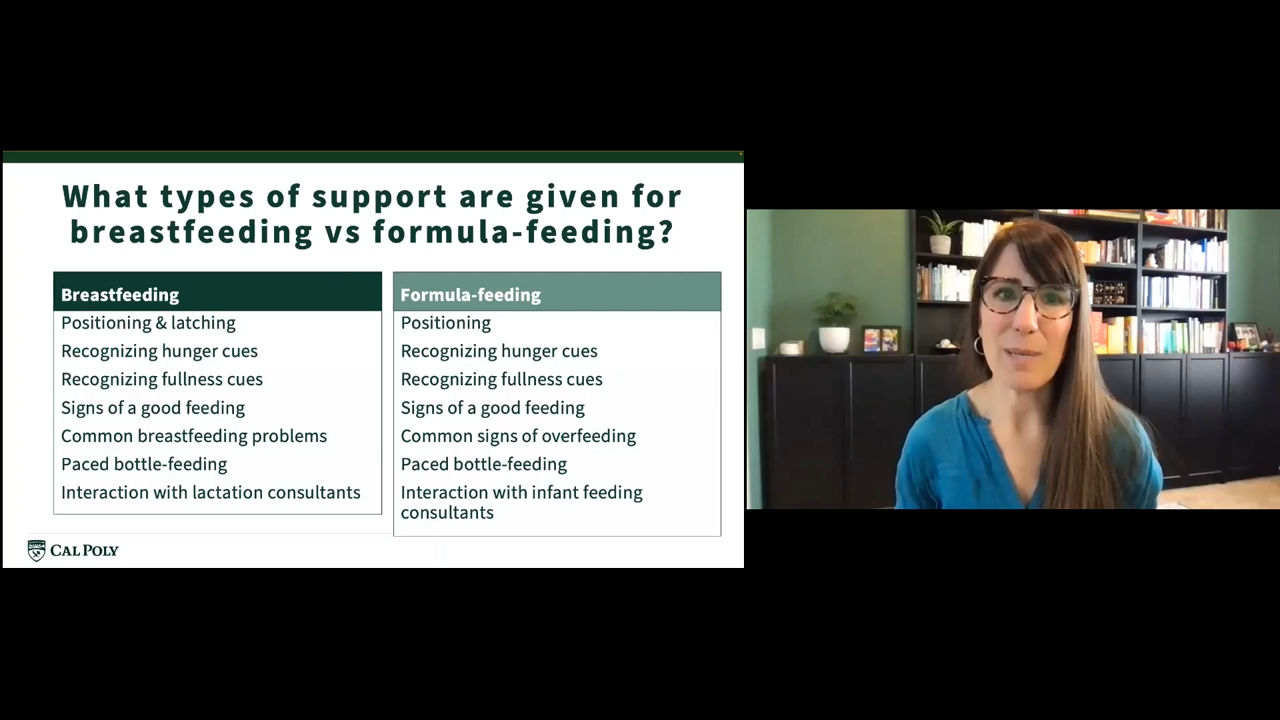 What types of support are given for
breastfeeding vs formula-feeding?
Breastfeeding
Positioning & latching
Recognizing hunger cues
Recognizing fullness cues
Signs of a good feeding
Common breastfeeding problems
Paced bottle-feeding
Interaction with lactation consultants
Formula-feeding
Positioning
Recognizing hunger cues
Recognizing fullness cues
Signs of a good feeding
Common signs of overfeeding
Paced bottle-feeding
Interaction with infant feeding
consultants
CAL POLY